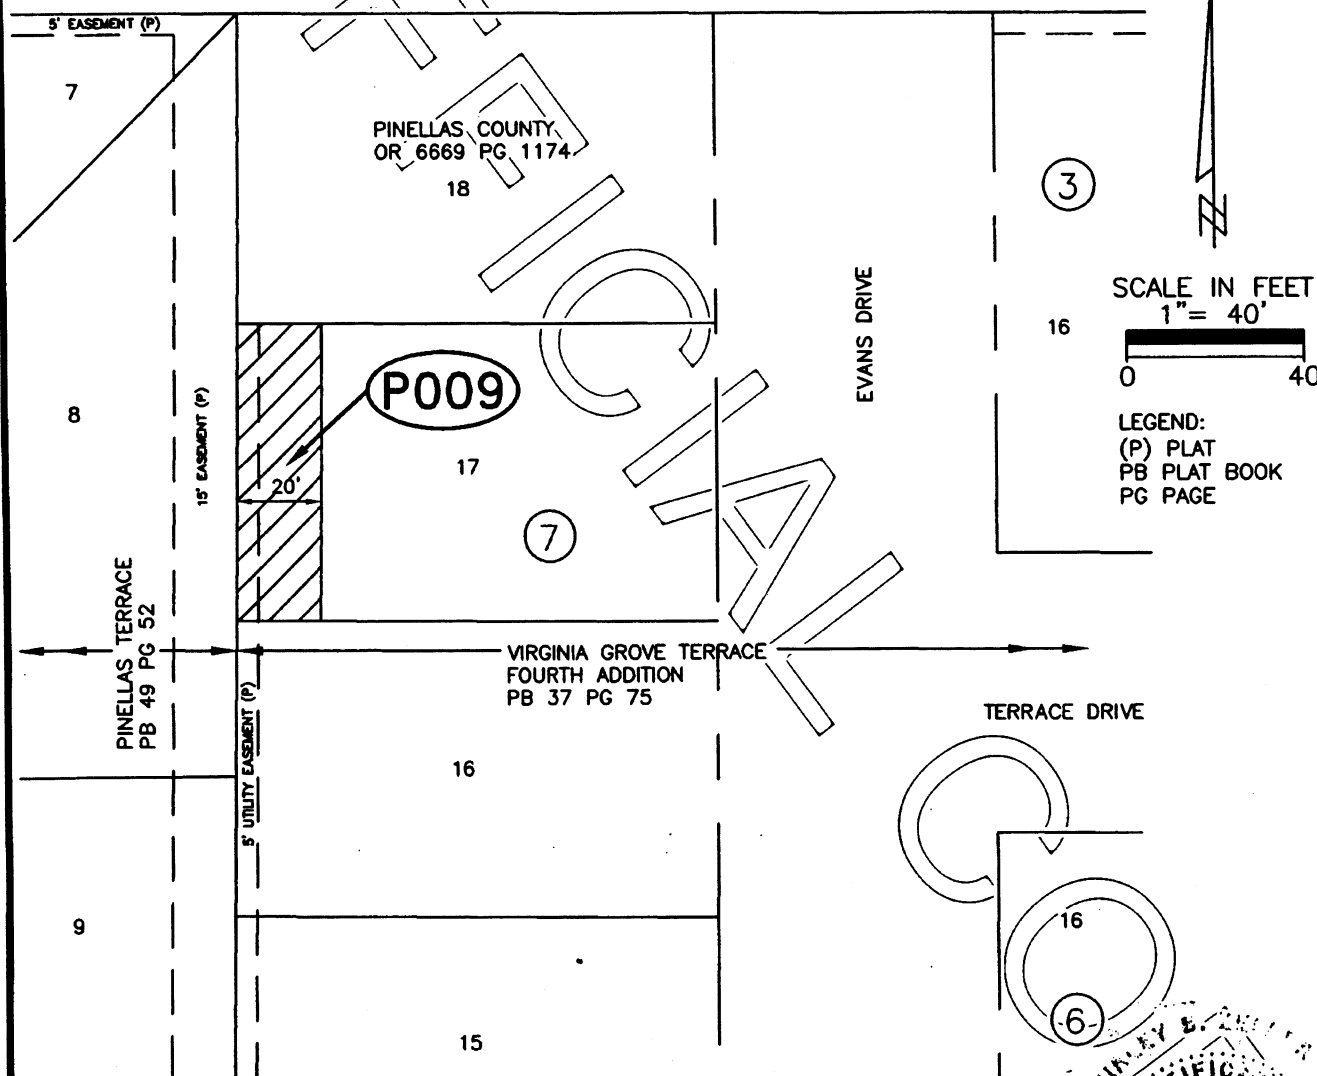 5' EASEMENT (P)
7
PINELLAS COUNTY
OR 6669 PG 1174
18
3
N
SCALE IN FEET
1"= 40'
0 40
LEGEND:
(P) PLAT
PB PLAT BOOK
PG PAGE
16
EVANS DRIVE
8
15' EASEMENT (P)
P009
17
20'
7
PINELLAS TERRACE
PB 49 PG 52
VIRGINIA GROVE TERRACE
FOURTH ADDITION
PB 37 PG 75
TERRACE DRIVE
5' UTILITY EASEMENT (P)
16
9
16
6
15
FICIAL
CO